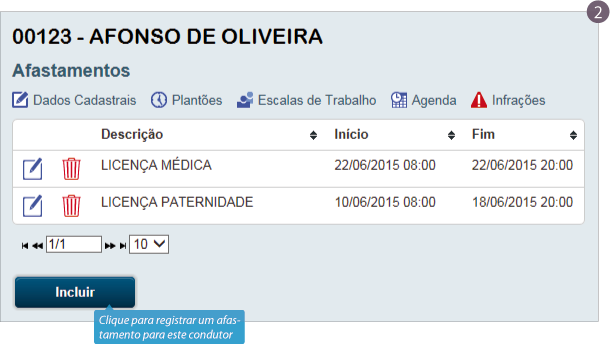 2
00123 - AFONSO DE OLIVEIRA
Afastamentos
Dados Cadastrais Plantões Escalas de Trabalho Agenda Infrações
Descrição Início Fim
LICENÇA MÉDICA 22/06/2015 08:00 22/06/2015 20:00
LICENÇA PATERNIDADE 10/06/2015 08:00 18/06/2015 20:00
1/1 10
Incluir
Clique para registrar um afas-
tamento para este condutor